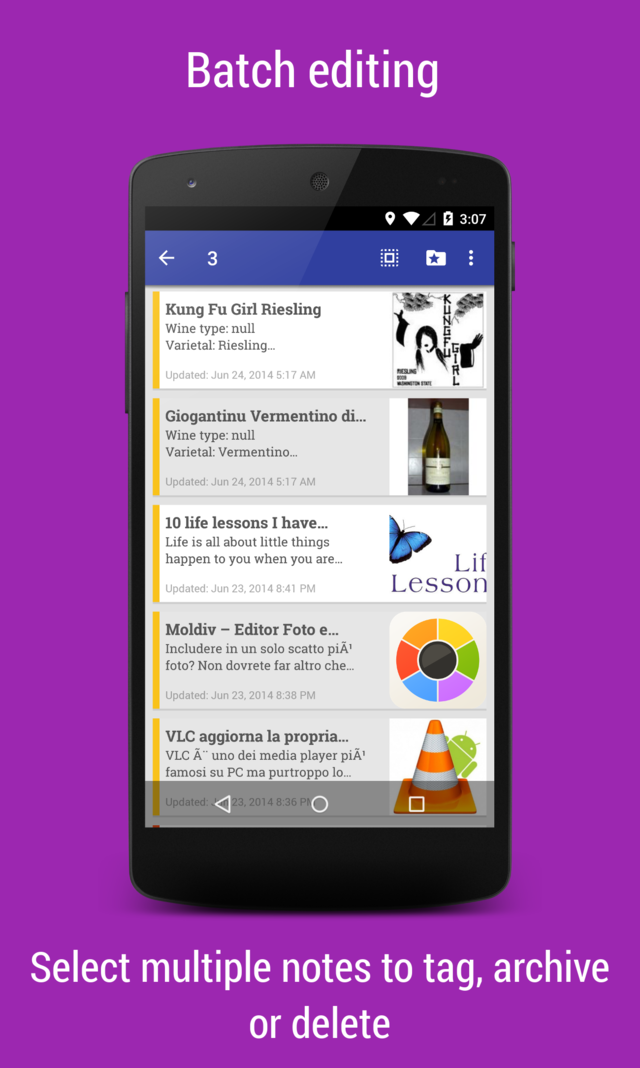 Batch editing
3:07
3
Kung Fu Girl Riesling
Wine type: null
Varietal: Riesling...
Updated: Jun 24, 2014 5:17 AM
KUNGFU GIRL
RIESLING
WASHINGTON STATE
Giogantinu Vermentino di...
Wine type: null
Varietal: Vermentino...
Updated: Jun 24, 2014 5:17 AM
10 life lessons I have...
Life is all about little things
happen to you when you are...
Updated: Jun 23, 2014 8:41 PM
Lif
Lesson
Moldiv – Editor Foto e...
Includere in un solo scatto piÃ¹
foto? Non dovrete far altro che...
Updated: Jun 23, 2014 8:38 PM
VLC aggiorna la propria...
VLC Ã¨ uno dei media player piÃ¹
famosi su PC ma purtroppo lo...
Updated: Jun 23, 2014 8:36 PM
Select multiple notes to tag, archive
or delete